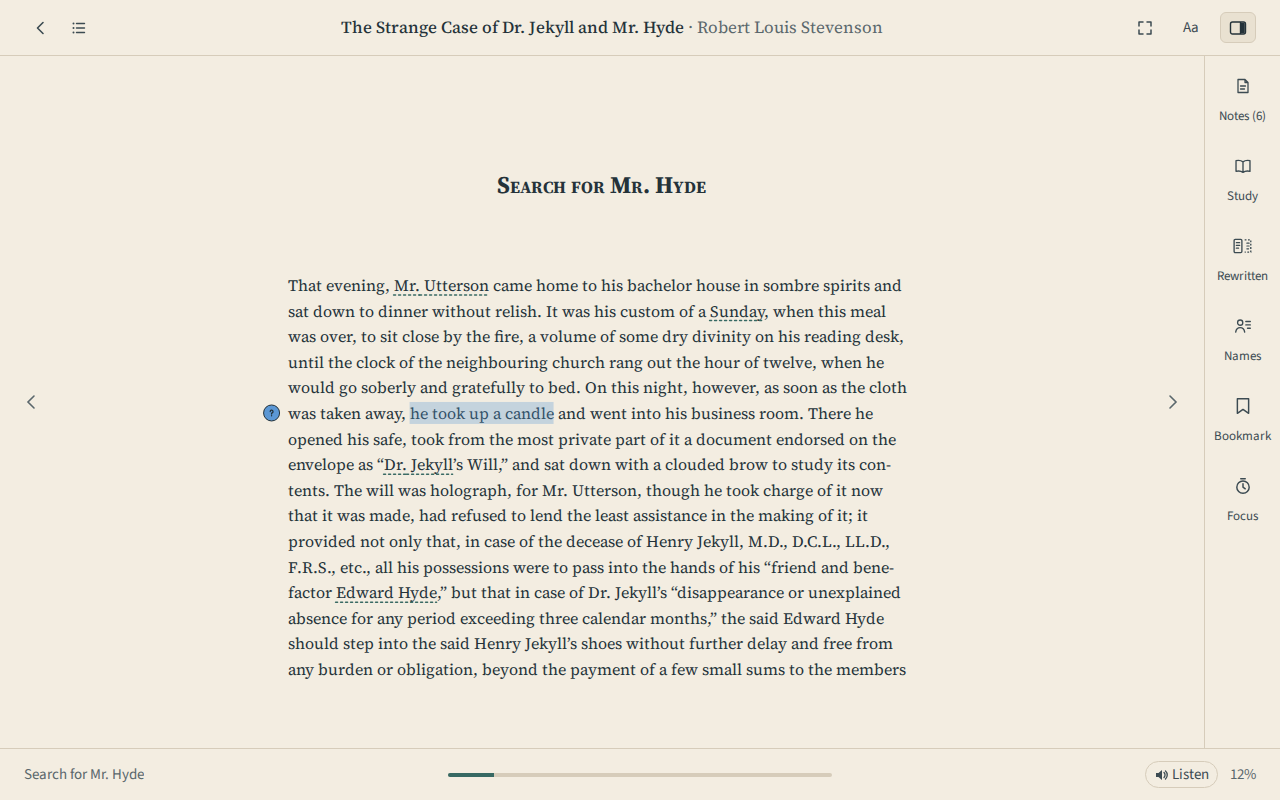 The Strange Case of Dr. Jekyll and Mr. Hyde · Robert Louis Stevenson
Aa
Notes (6)
Study
Rewritten
Names
Bookmark
Focus
Search for Mr. Hyde
That evening, Mr. Utterson came home to his bachelor house in sombre spirits and
sat down to dinner without relish. It was his custom of a Sunday, when this meal
was over, to sit close by the fire, a volume of some dry divinity on his reading desk,
until the clock of the neighbouring church rang out the hour of twelve, when he
would go soberly and gratefully to bed. On this night, however, as soon as the cloth
? was taken away, he took up a candle and went into his business room. There he
opened his safe, took from the most private part of it a document endorsed on the
envelope as “Dr. Jekyll’s Will,” and sat down with a clouded brow to study its con-
tents. The will was holograph, for Mr. Utterson, though he took charge of it now
that it was made, had refused to lend the least assistance in the making of it; it
provided not only that, in case of the decease of Henry Jekyll, M.D., D.C.L., LL.D.,
F.R.S., etc., all his possessions were to pass into the hands of his “friend and bene-
factor Edward Hyde,” but that in case of Dr. Jekyll’s “disappearance or unexplained
absence for any period exceeding three calendar months,” the said Edward Hyde
should step into the said Henry Jekyll’s shoes without further delay and free from
any burden or obligation, beyond the payment of a few small sums to the members
Search for Mr. Hyde
Listen
12%